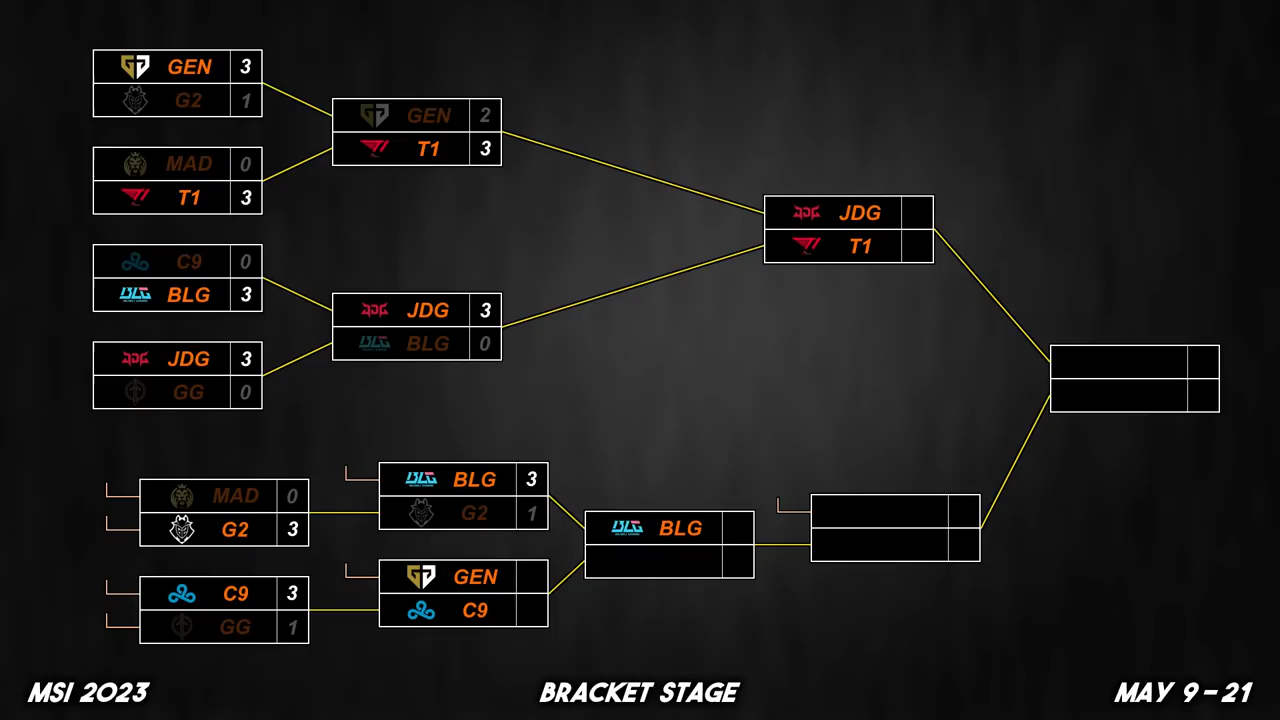 GEN 3
G2 1
MAD 0
T1 3
C9 0
BLG 3
JDG 3
GG 0
GEN 2
T1 3
JDG 3
BLG 0
JDG
T1
MAD 0
G2 3
C9 3
GG 1
BLG 3
G2 1
GEN
C9
BLG
MSI 2023
BRACKET STAGE
MAY 9-21